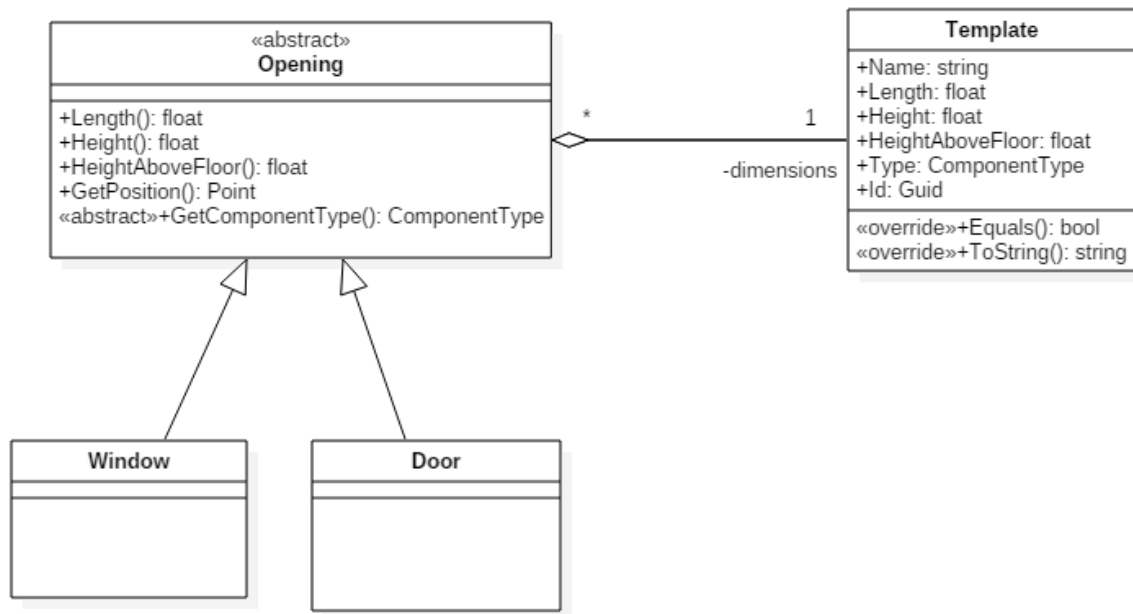 «abstract»
Opening
+Length(): float
+Height(): float
+HeightAboveFloor(): float
+GetPosition(): Point
«abstract»+GetComponentType(): ComponentType
*
1
-dimensions
Template
+Name: string
+Length: float
+Height: float
+HeightAboveFloor: float
+Type: ComponentType
+Id: Guid
«override»+Equals(): bool
«override»+ToString(): string
Window
Door